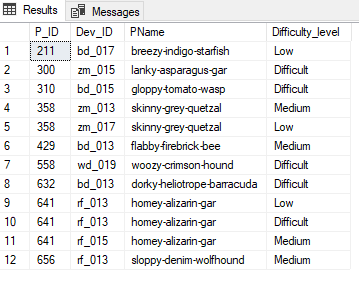 Results Messages
P_ID Dev_ID PName Difficulty_level
1 211 bd_017 breezy-indigo-starfish Low
2 300 zm_015 lanky-asparagus-gar Difficult
3 310 bd_015 gloppy-tomato-wasp Difficult
4 358 zm_013 skinny-grey-quetzal Medium
5 358 zm_017 skinny-grey-quetzal Low
6 429 bd_013 flabby-firebrick-bee Medium
7 558 wd_019 woozy-crimson-hound Difficult
8 632 bd_013 dorky-heliotrope-barracuda Difficult
9 641 rf_013 homey-alizarin-gar Low
10 641 rf_013 homey-alizarin-gar Difficult
11 641 rf_015 homey-alizarin-gar Medium
12 656 rf_013 sloppy-denim-wolfhound Medium